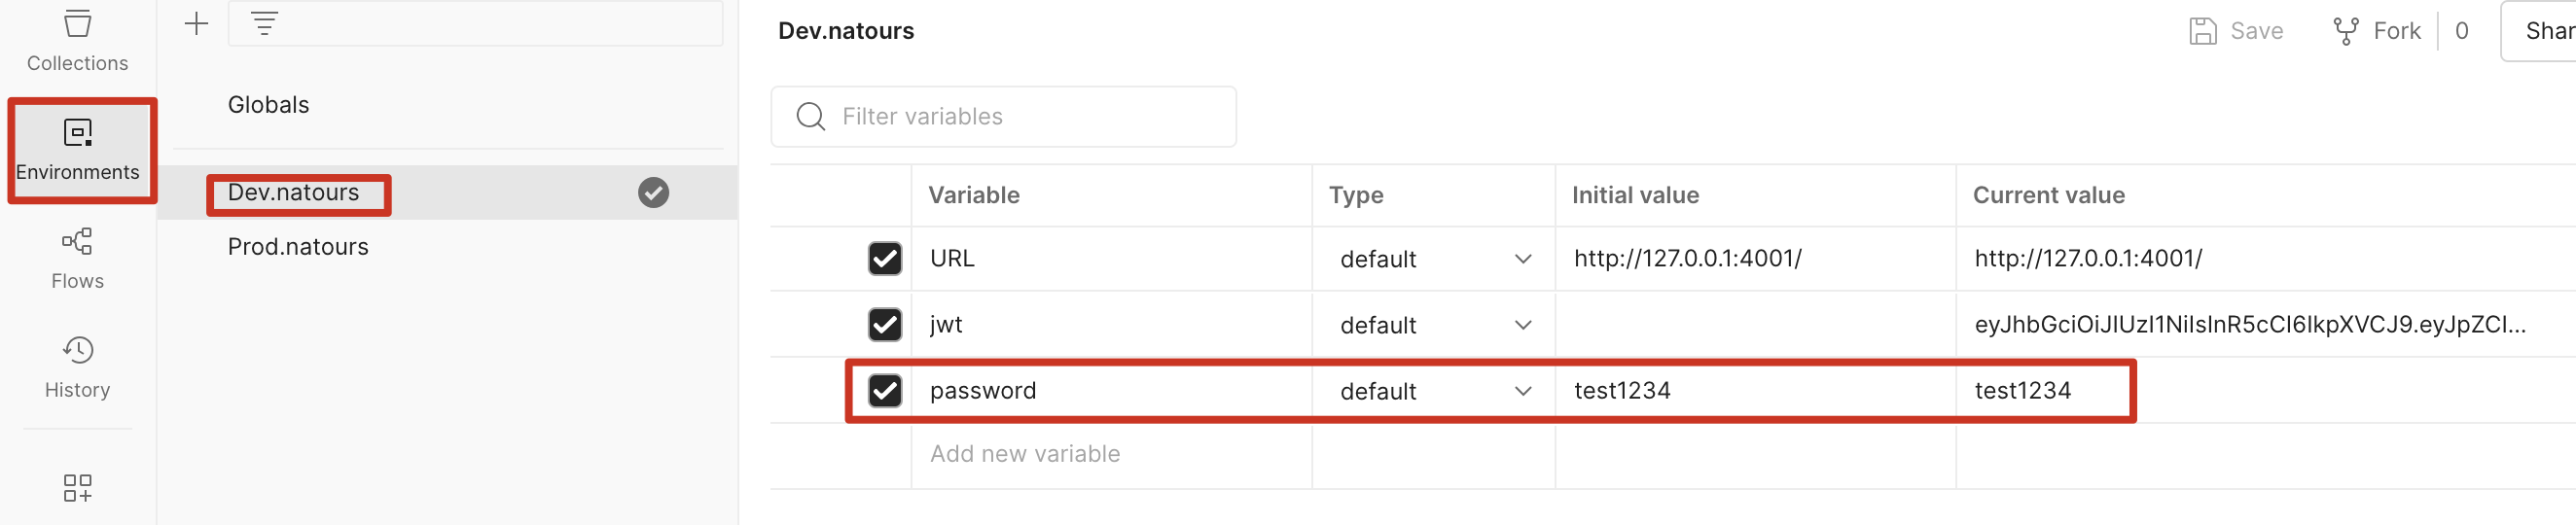 Collections
Environments
Flows
History
Globals
Dev.natours
Prod.natours
Dev.natours
Save
Fork
0
Shar
Filter variables
Variable Type Initial value Current value
URL default http://127.0.0.1:4001/ http://127.0.0.1:4001/
jwt default eyJhbGciOiJIUzI1NiIsInR5cCI6IkpXVCJ9.eyJpZCI...
password default test1234 test1234
Add new variable